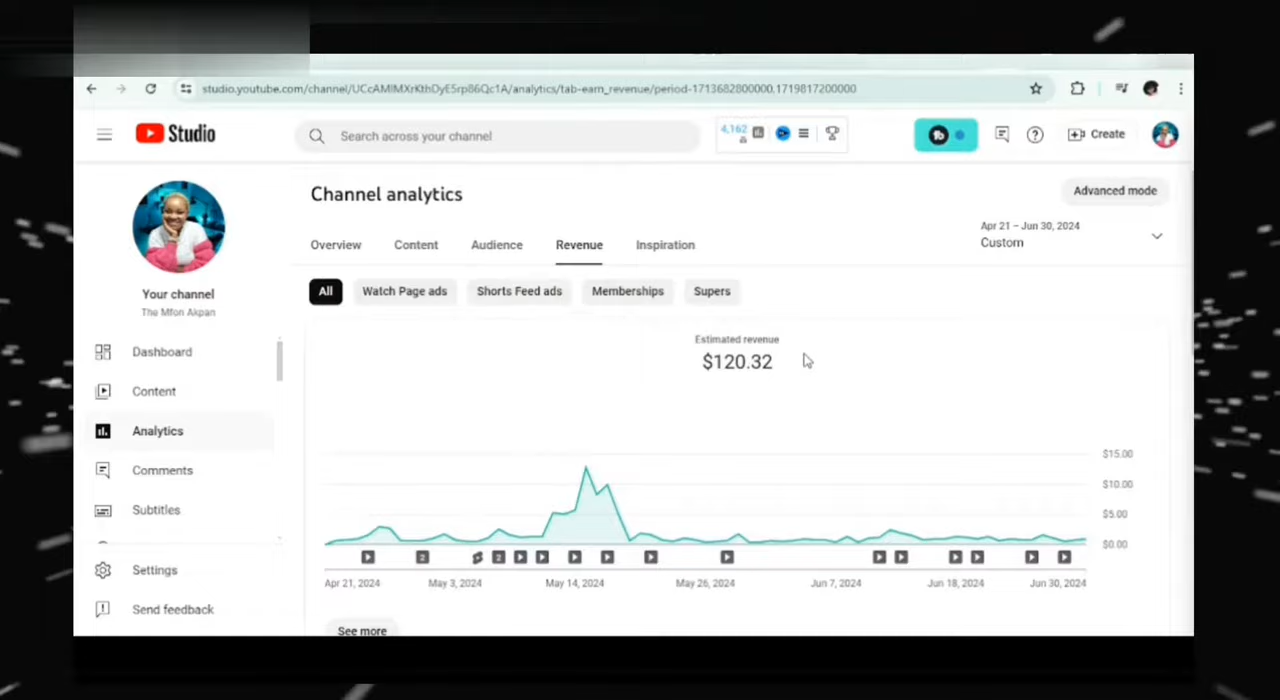 studio.youtube.com/channel/UCcAMlMXrKthDyE5rp86Qc1A/analytics/tab-earn_revenue/period-1713682800000,1719817200000
Studio
Search across your channel
4,162
Create
Channel analytics
Advanced mode
Apr 21 – Jun 30, 2024
Custom
Overview
Content
Audience
Revenue
Inspiration
All
Watch Page ads
Shorts Feed ads
Memberships
Supers
Your channel
The Mfon Akpan
Dashboard
Content
Analytics
Comments
Subtitles
Settings
Send feedback
Estimated revenue
$120.32
$15.00
$10.00
$5.00
$0.00
2
2
Apr 21, 2024
May 3, 2024
May 14, 2024
May 26, 2024
Jun 7, 2024
Jun 18, 2024
Jun 30, 2024
See more